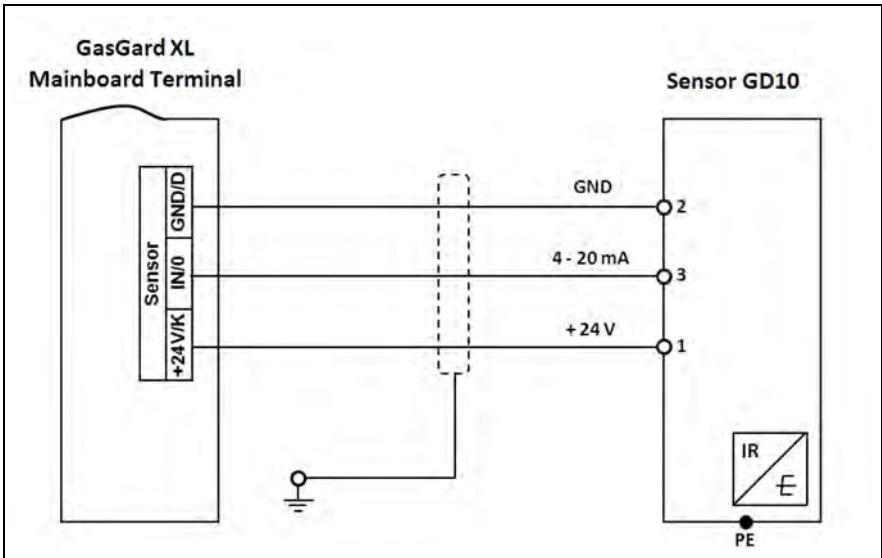 GasGard XL
Mainboard Terminal
Sensor GD10
Sensor
GND/D
IN/0
+24V/K
GND
2
4 - 20 mA
3
+ 24 V
1
IR
E
PE